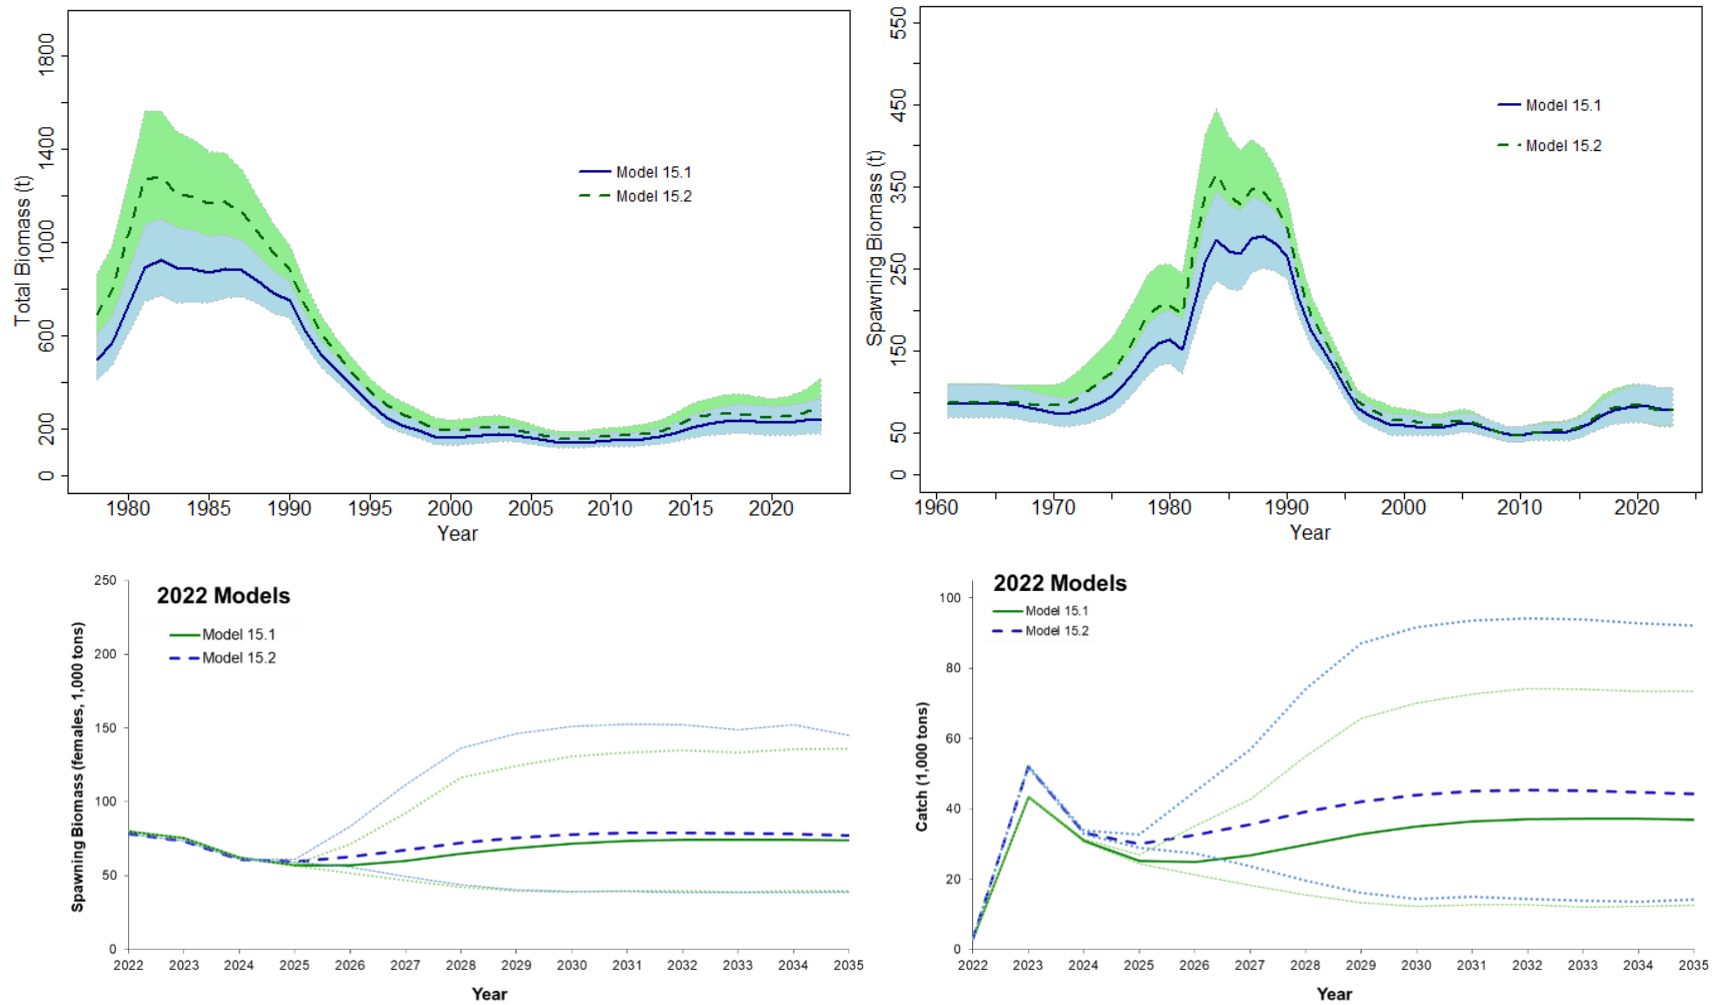 Total Biomass (t)
1800
1400
1000
600
200
0
Model 15.1
Model 15.2
1980 1985 1990 1995 2000 2005 2010 2015 2020
Year
Spawning Biomass (t)
550
450
350
250
150
50
0
Model 15.1
Model 15.2
1960 1970 1980 1990 2000 2010 2020
Year
2022 Models
Model 15.1
Model 15.2
Spawning Biomass (females, 1,000 tons)
250
200
150
100
50
0
2022 2023 2024 2025 2026 2027 2028 2029 2030 2031 2032 2033 2034 2035
Year
2022 Models
Model 15.1
Model 15.2
Catch (1,000 tons)
100
80
60
40
20
0
2022 2023 2024 2025 2026 2027 2028 2029 2030 2031 2032 2033 2034 2035
Year